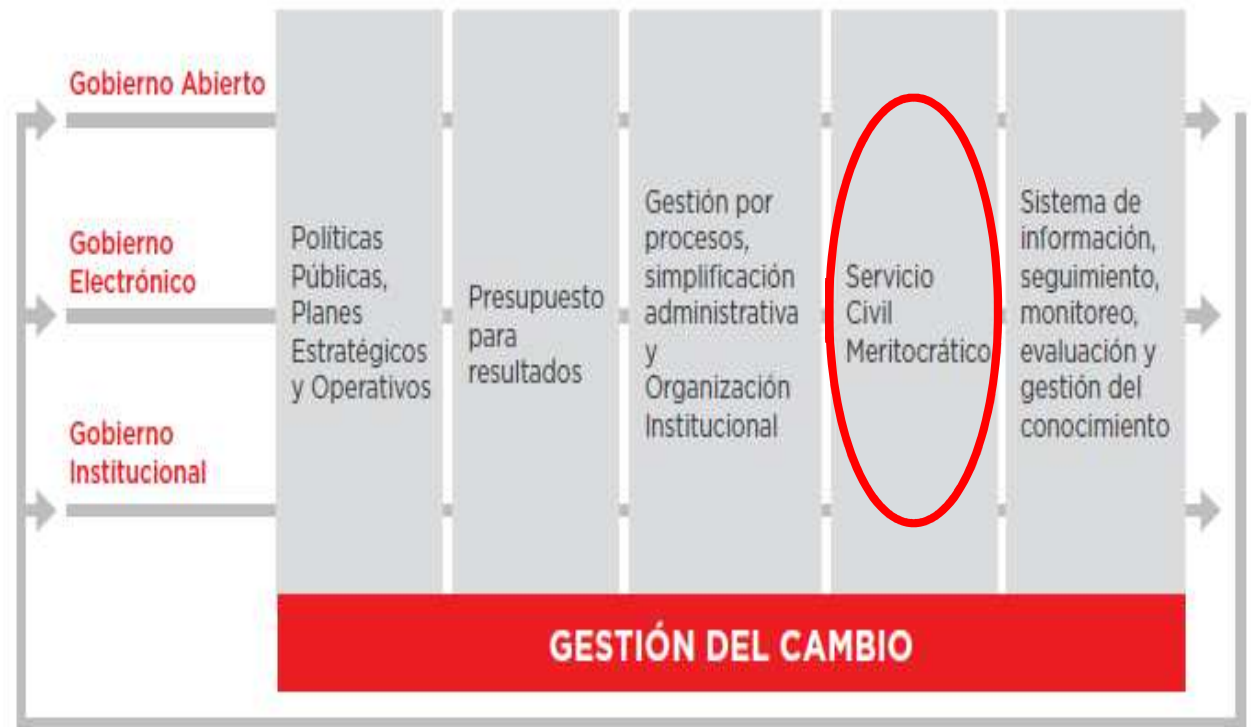 Gobierno Abierto
Gobierno
Electrónico
Gobierno
Institucional
Políticas
Públicas,
Planes
Estratégicos
y Operativos
Presupuesto
para
resultados
Gestión por
procesos,
simplificación
administrativa
y
Organización
Institucional
Servicio
Civil
Meritocrático
Sistema de
información,
seguimiento,
monitoreo,
evaluación y
gestión del
conocimiento
GESTIÓN DEL CAMBIO